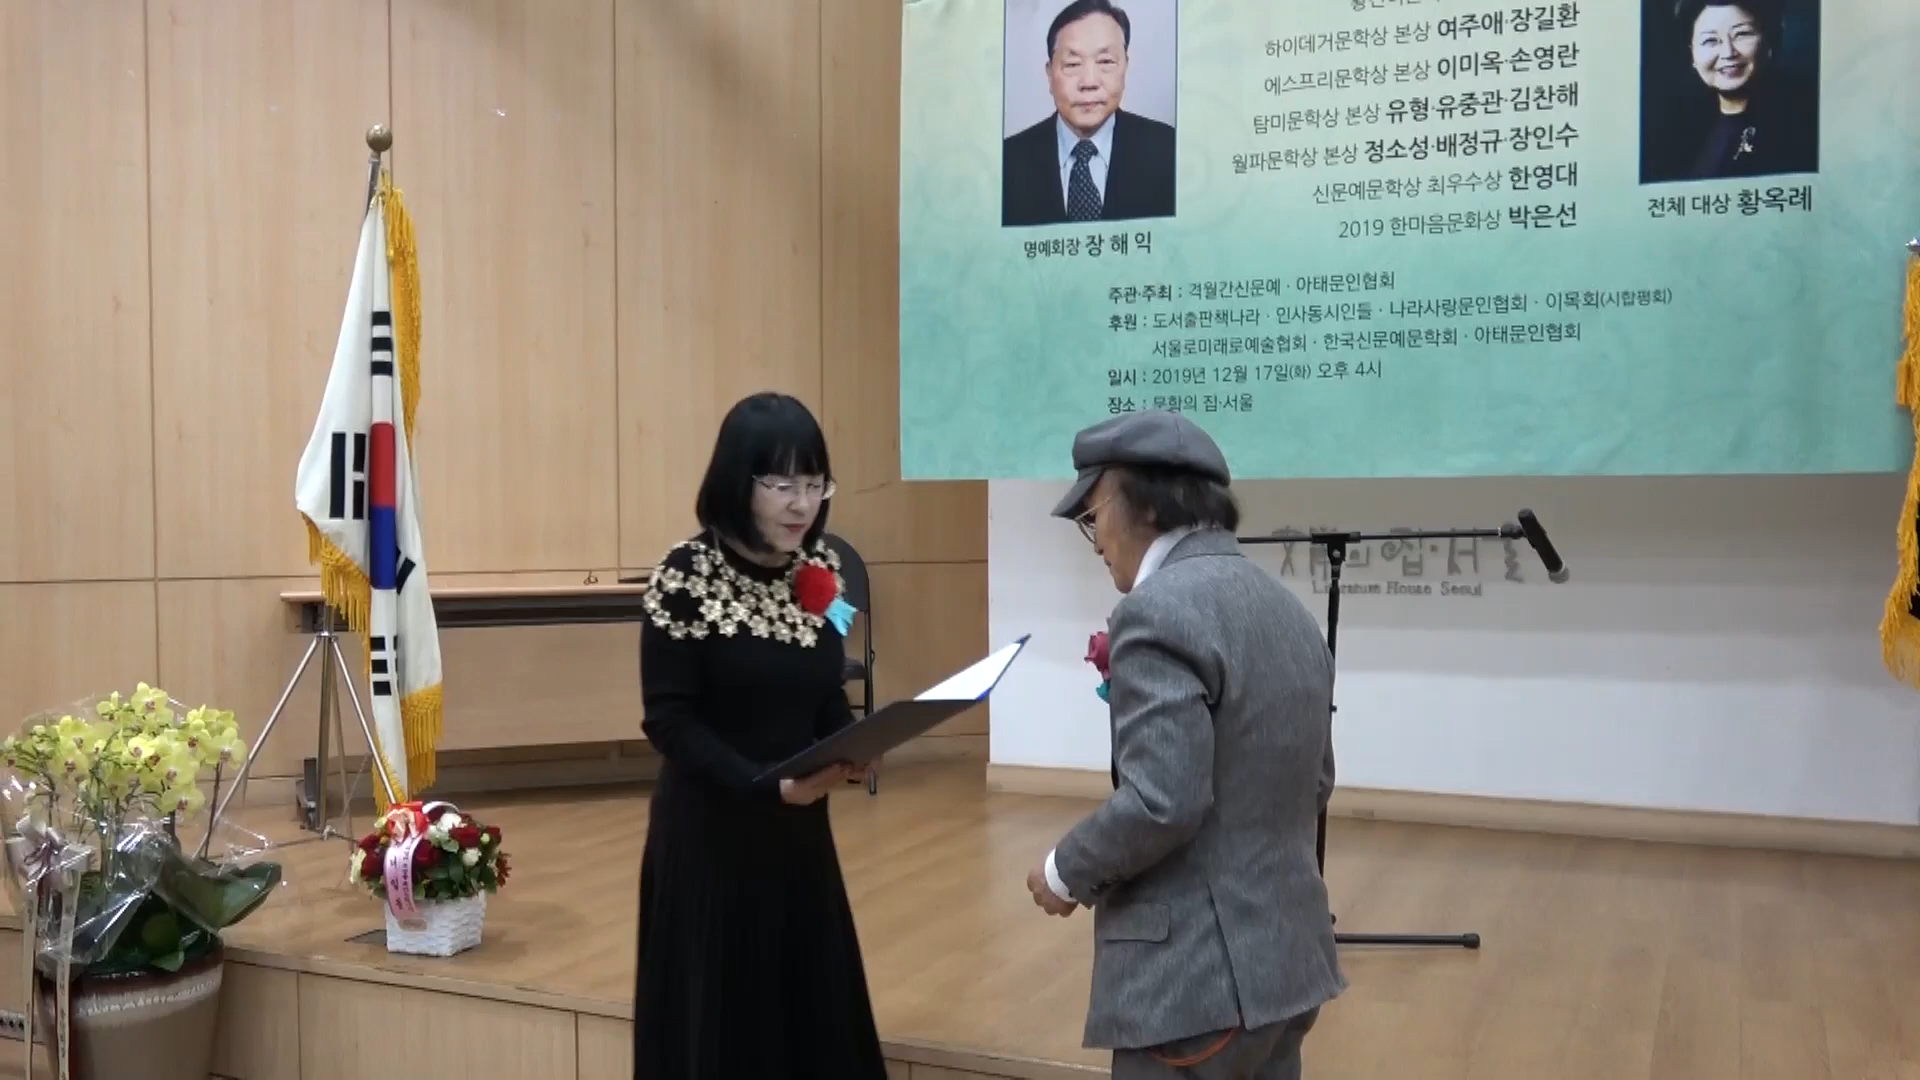 하이데거문학상 본상 여주애·장길환
에스프리문학상 본상 이미옥·손영란
탐미문학상 본상 유형·유중관·김찬해
월파문학상 본상 정소성·배정규·장인수
신문예문학상 최우수상 한영대
2019 한마음문화상 박은선
명예회장 장해익
전체 대상 황옥례
주관·주최 : 격월간신문예 · 아태문인협회
후원 : 도서출판책나라 · 인사동시인들 · 나라사랑문인협회 · 이목회(시합평회)
서울로미래로예술협회 · 한국신문예문학회 · 아태문인협회
일시 : 2019년 12월 17일(화) 오후 4시
장소 : 문학의 집·서울
문학의 집·서울
Literature House Seoul